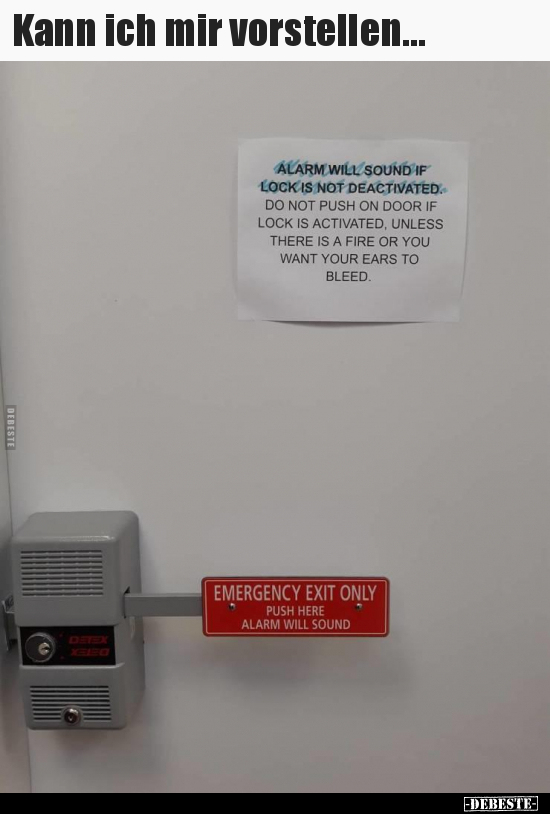 Kann ich mir vorstellen...
ALARM WILL SOUND IF
LOCK IS NOT DEACTIVATED.
DO NOT PUSH ON DOOR IF
LOCK IS ACTIVATED, UNLESS
THERE IS A FIRE OR YOU
WANT YOUR EARS TO
BLEED.
DEBESTE
EMERGENCY EXIT ONLY
PUSH HERE
ALARM WILL SOUND
DETEX
-DEBESTE-